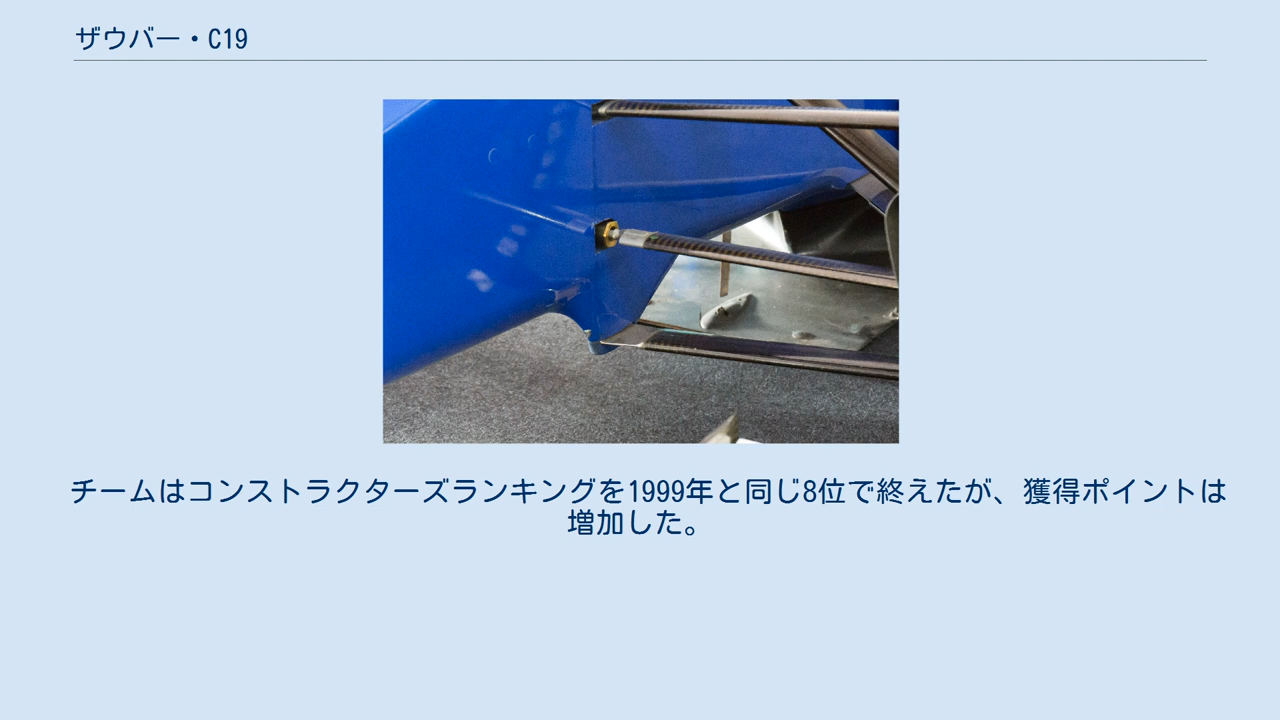 ザウバー・C19
チームはコンストラクターズランキングを1999年と同じ8位で終えたが、獲得ポイントは
増加した。